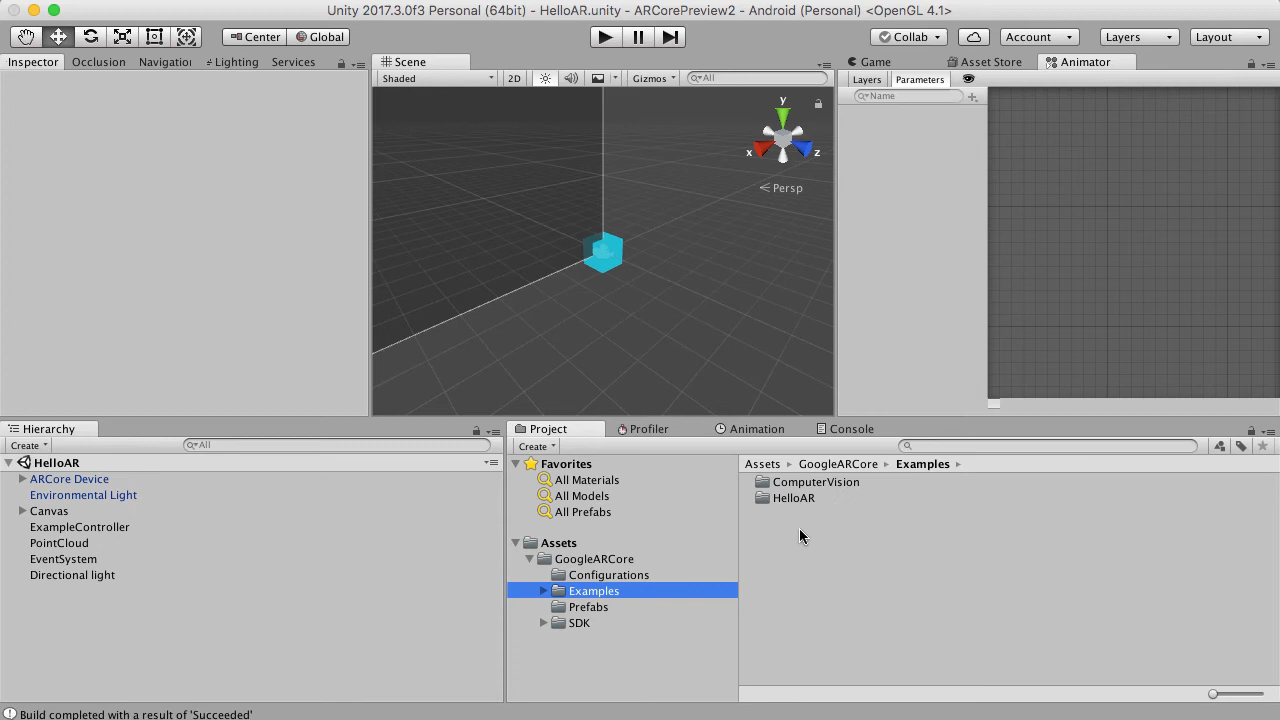 Unity 2017.3.0f3 Personal (64bit) - HelloAR.unity - ARCorePreview2 - Android (Personal) <OpenGL 4.1>
Center Global Collab Account Layers Layout
Inspector Occlusion Navigation Lighting Services
Scene
Game Asset Store Animator
Shaded 2D Gizmos All
Layers Parameters
Name
y
x z
Persp
Hierarchy
Create All
HelloAR
ARCore Device
Environmental Light
Canvas
ExampleController
PointCloud
EventSystem
Directional light
Project Profiler Animation Console
Create
Favorites
All Materials
All Models
All Prefabs
Assets
GoogleARCore
Configurations
Examples
Prefabs
SDK
Assets GoogleARCore Examples
ComputerVision
HelloAR
Build completed with a result of 'Succeeded'